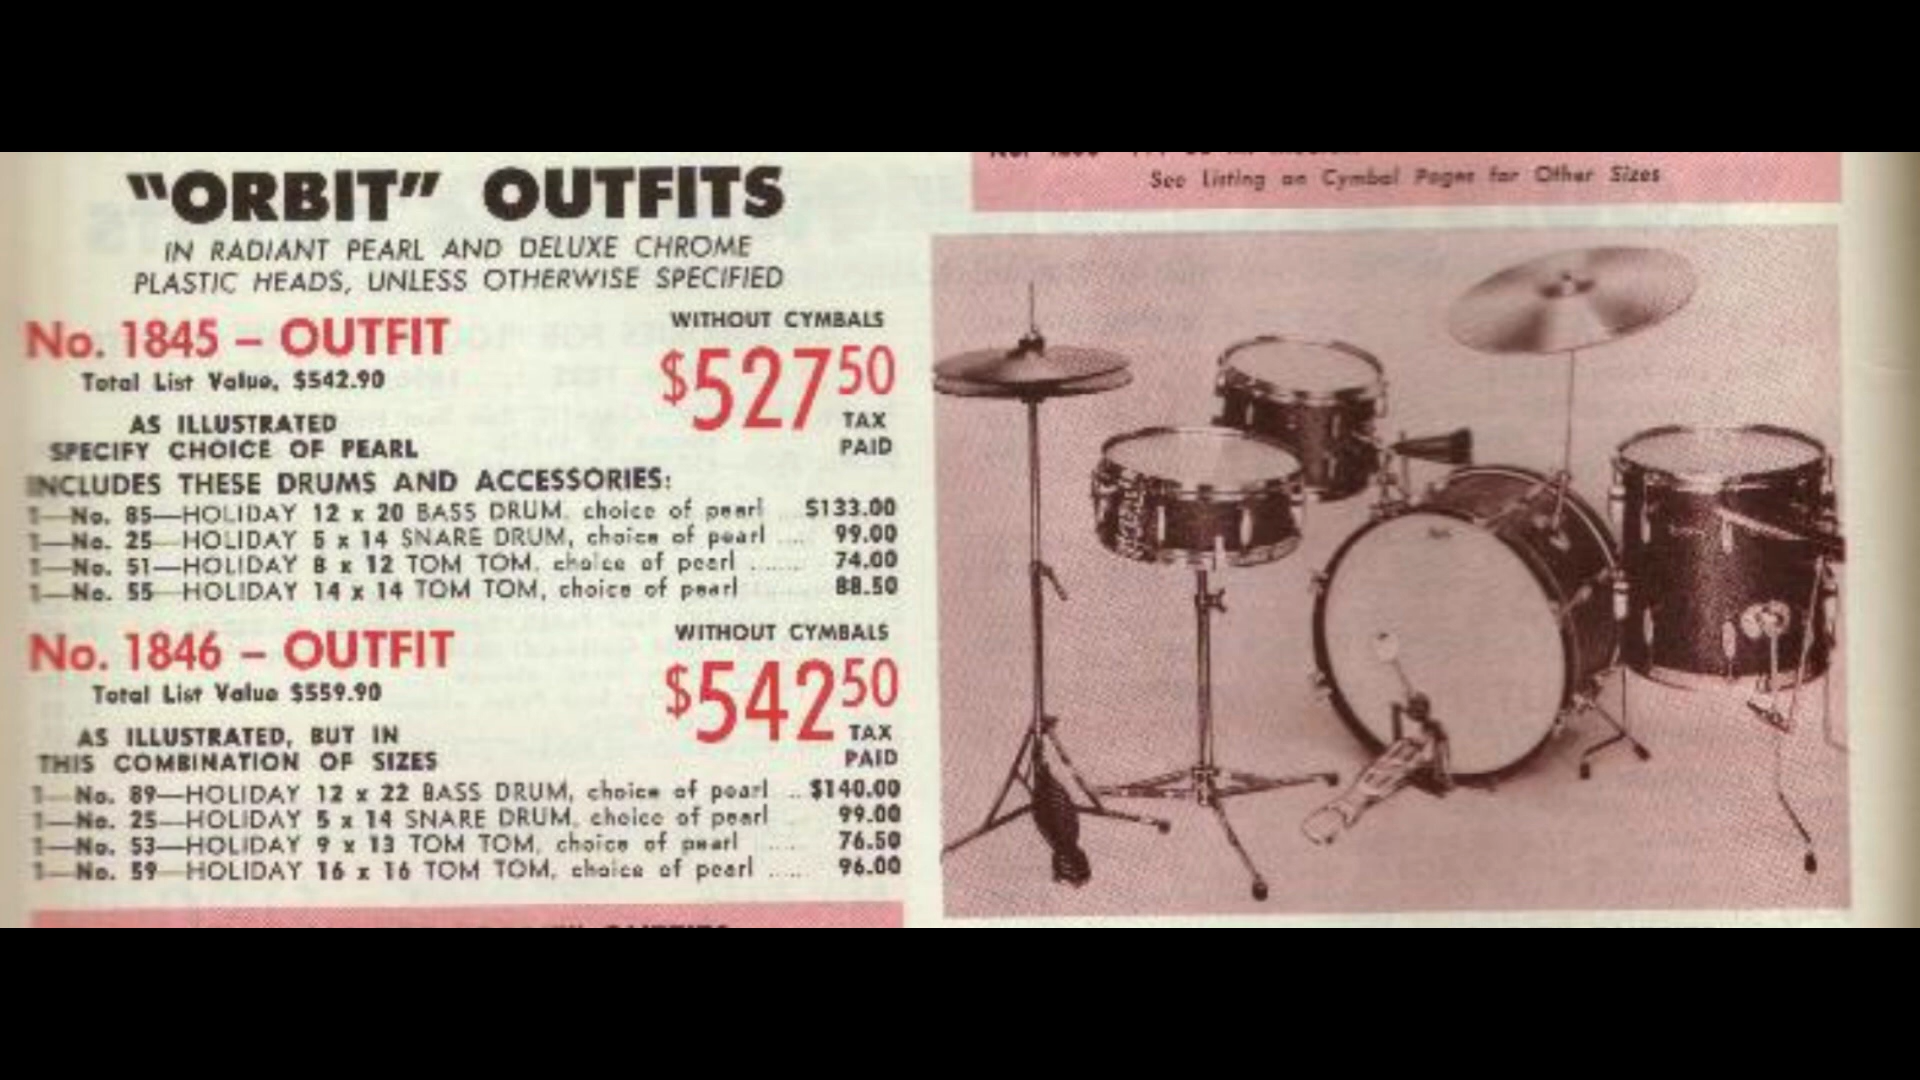 "ORBIT" OUTFITS
IN RADIANT PEARL AND DELUXE CHROME
PLASTIC HEADS, UNLESS OTHERWISE SPECIFIED
No. 1845 – OUTFIT
Total List Value, $542.90
WITHOUT CYMBALS
$527 50
TAX
PAID
AS ILLUSTRATED
SPECIFY CHOICE OF PEARL
INCLUDES THESE DRUMS AND ACCESSORIES:
1—No. 85—HOLIDAY 12 x 20 BASS DRUM, choice of pearl $133.00
1—No. 25—HOLIDAY 5 x 14 SNARE DRUM, choice of pearl .... 99.00
1—No. 51—HOLIDAY 8 x 12 TOM TOM, choice of pearl ....... 74.00
1—No. 55—HOLIDAY 14 x 14 TOM TOM, choice of pearl 88.50
No. 1846 – OUTFIT
Total List Value $559.90
WITHOUT CYMBALS
$542 50
TAX
PAID
AS ILLUSTRATED, BUT IN
THIS COMBINATION OF SIZES
1—No. 89—HOLIDAY 12 x 22 BASS DRUM, choice of pearl .. $140.00
1—No. 25—HOLIDAY 5 x 14 SNARE DRUM, choice of pearl 99.00
1—No. 53—HOLIDAY 9 x 13 TOM TOM, choice of pearl ..... 76.50
1—No. 59—HOLIDAY 16 x 16 TOM TOM, choice of pearl ..... 96.00
See Listing on Cymbal Pages for Other Sizes